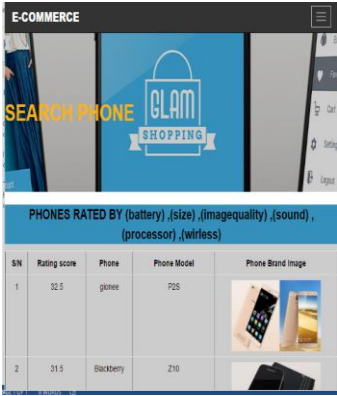 E-COMMERCE
SEARCH PHONE
GLAM
SHOPPING
Cart
Logout
PHONES RATED BY (battery) ,(size) ,(imagequality) ,(sound) ,
(processor) ,(wirless)
S/N Rating score Phone Phone Model Phone Brand Image
1 32.5 gionee P2S
2 31.5 Blackberry Z10